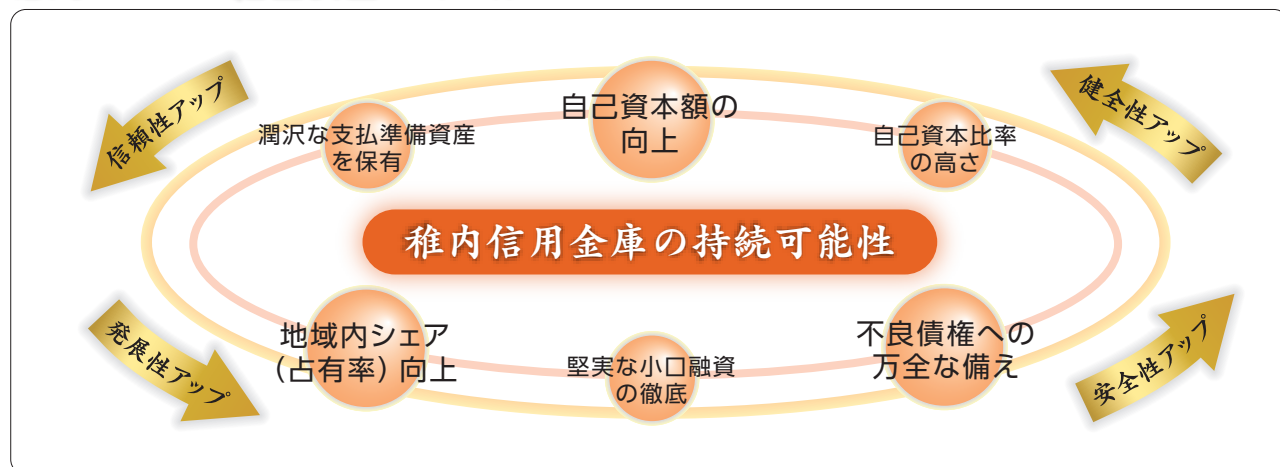 信頼性アップ
健全性アップ
潤沢な支払準備資産
を保有
自己資本額の
向上
自己資本比率
の高さ
稚内信用金庫の持続可能性
発展性アップ
地域内シェア
(占有率)向上
堅実な小口融資
の徹底
不良債権への
万全な備え
安全性アップ